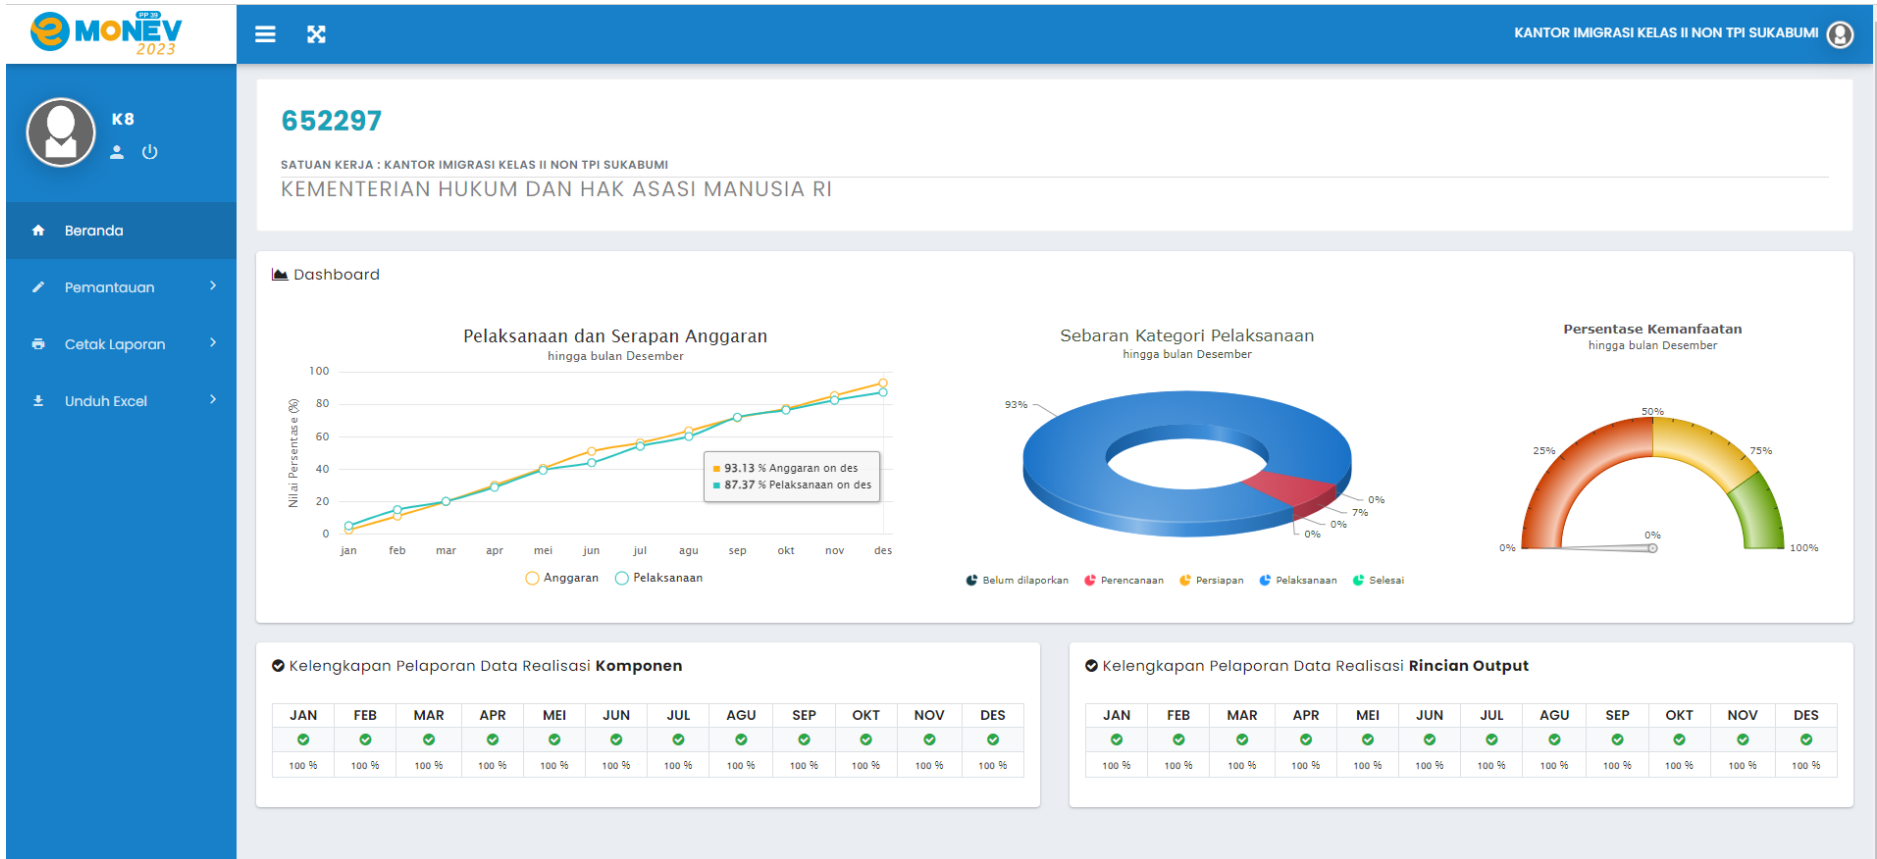 e MONEV
PP 39
2023
KANTOR IMIGRASI KELAS II NON TPI SUKABUMI
K8
Beranda
Pemantauan
Cetak Laporan
Unduh Excel
652297
SATUAN KERJA : KANTOR IMIGRASI KELAS II NON TPI SUKABUMI
KEMENTERIAN HUKUM DAN HAK ASASI MANUSIA RI
Dashboard
Pelaksanaan dan Serapan Anggaran
hingga bulan Desember
Nilai Persentase (%)
100
80
60
40
20
0
93.13 % Anggaran on des
87.37 % Pelaksanaan on des
jan feb mar apr mei jun jul agu sep okt nov des
Anggaran Pelaksanaan
Sebaran Kategori Pelaksanaan
hingga bulan Desember
93%
0%
7%
0%
0%
Belum dilaporkan Perencanaan Persiapan Pelaksanaan Selesai
Persentase Kemanfaatan
hingga bulan Desember
50%
25% 75%
0%
0% 100%
Kelengkapan Pelaporan Data Realisasi Komponen
JAN FEB MAR APR MEI JUN JUL AGU SEP OKT NOV DES
100 % 100 % 100 % 100 % 100 % 100 % 100 % 100 % 100 % 100 % 100 % 100 %
Kelengkapan Pelaporan Data Realisasi Rincian Output
JAN FEB MAR APR MEI JUN JUL AGU SEP OKT NOV DES
100 % 100 % 100 % 100 % 100 % 100 % 100 % 100 % 100 % 100 % 100 % 100 %